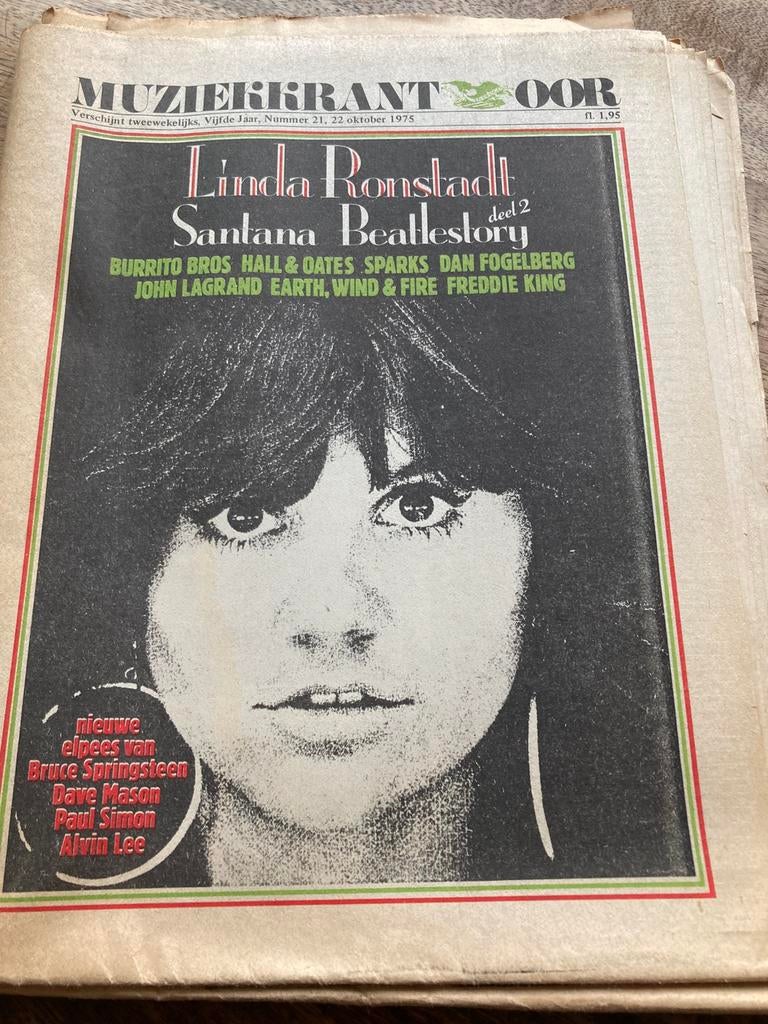 MUZIEKKRANT OOR
Verschijnt tweewekelijks, Vijfde Jaar, Nummer 21, 22 oktober 1975 fl. 1,95
Linda Ronstadt
Santana Beatlestory deel 2
BURRITO BROS HALL & OATES SPARKS DAN FOGELBERG
JOHN LAGRAND EARTH, WIND & FIRE FREDDIE KING
nieuwe
elpees van
Bruce Springsteen
Dave Mason
Paul Simon
Alvin Lee